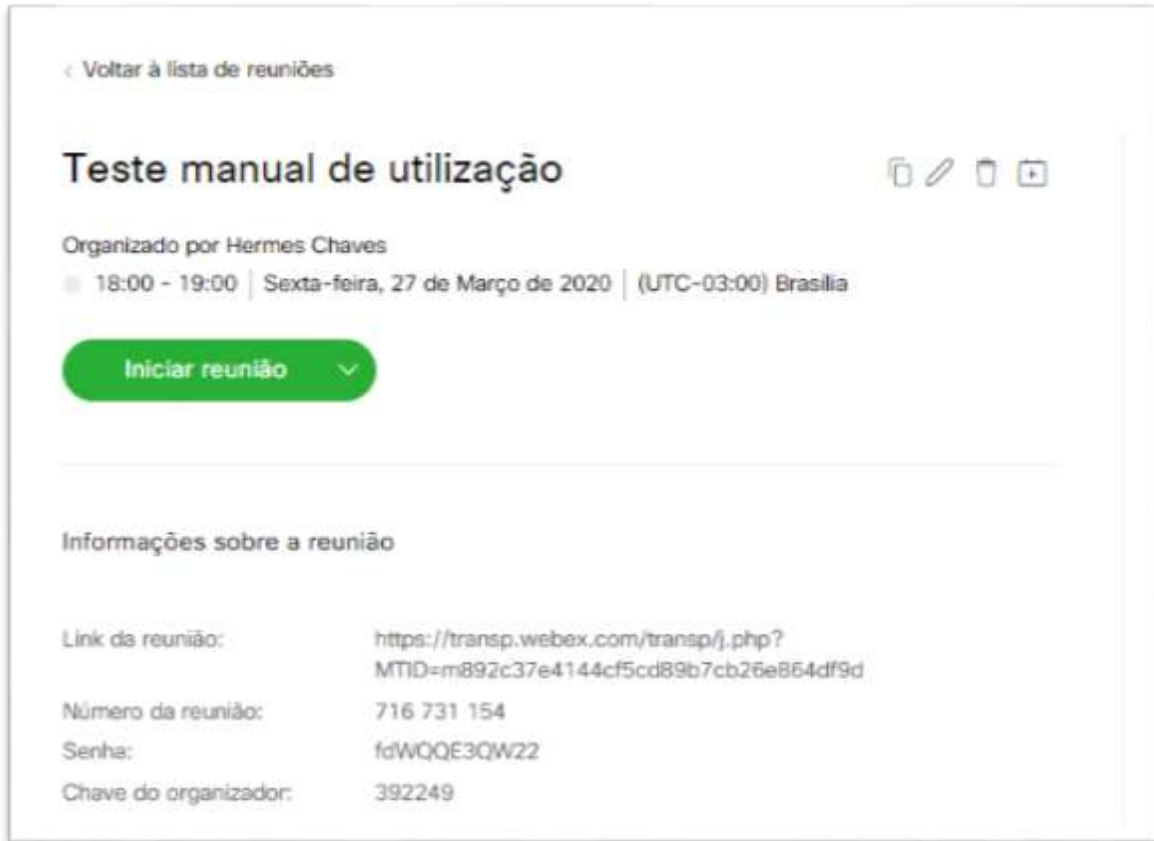 ‹ Voltar à lista de reuniões
Teste manual de utilização
Organizado por Hermes Chaves
18:00 - 19:00 | Sexta-feira, 27 de Março de 2020 | (UTC-03:00) Brasília
Iniciar reunião
Informações sobre a reunião
Link da reunião: https://transp.webex.com/transp/j.php?
MTID=m892c37e4144cf5cd89b7cb26e864df9d
Número da reunião: 716 731 154
Senha: fdWQQE3QW22
Chave do organizador: 392249